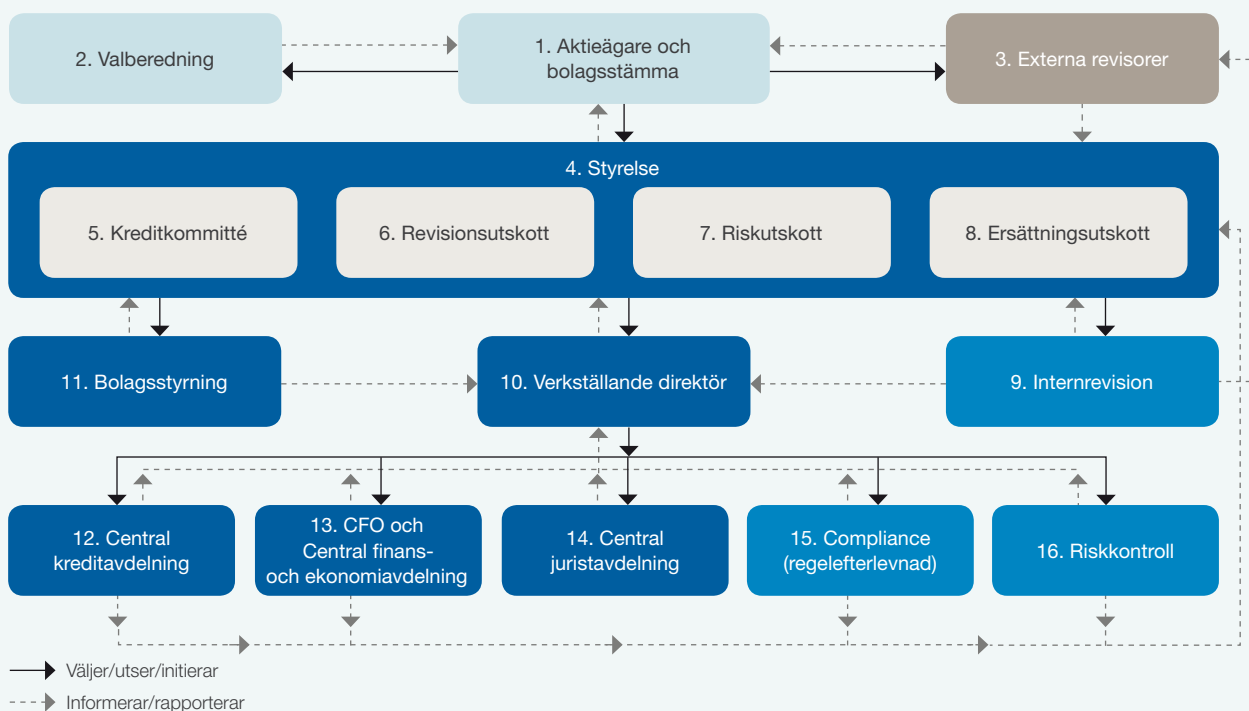 2. Valberedning
1. Aktieägare och
bolagsstämma
3. Externa revisorer
4. Styrelse
5. Kreditkommitté
6. Revisionsutskott
7. Riskutskott
8. Ersättningsutskott
11. Bolagsstyrning
10. Verkställande direktör
9. Internrevision
12. Central
kreditavdelning
13. CFO och
Central finans-
och ekonomiavdelning
14. Central
juristavdelning
15. Compliance
(regelefterlevnad)
16. Riskkontroll
Väljer/utser/initierar
Informerar/rapporterar